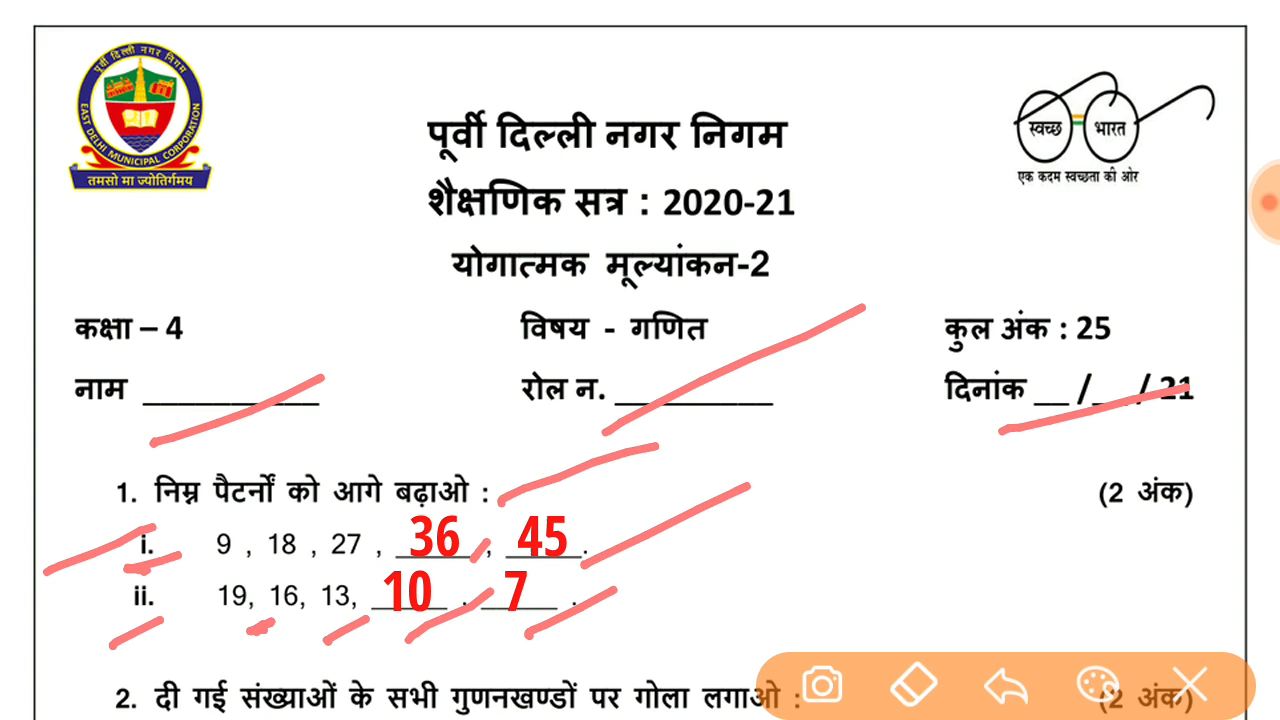 पूर्वी दिल्ली नगर निगम
EAST DELHI MUNICIPAL CORPORATION
तमसो मा ज्योतिर्गमय
स्वच्छ भारत
एक कदम स्वच्छता की ओर
पूर्वी दिल्ली नगर निगम
शैक्षणिक सत्र : 2020-21
योगात्मक मूल्यांकन-2
कक्षा – 4 विषय - गणित कुल अंक : 25
नाम __________ रोल न. _________ दिनांक __ /__ / 21
1. निम्न पैटर्नों को आगे बढ़ाओ : (2 अंक)
i. 9 , 18 , 27 , 36 , 45 .
ii. 19, 16, 13, 10 , 7 .
2. दी गई संख्याओं के सभी गुणनखण्डों पर गोला लगाओ : (2 अंक)